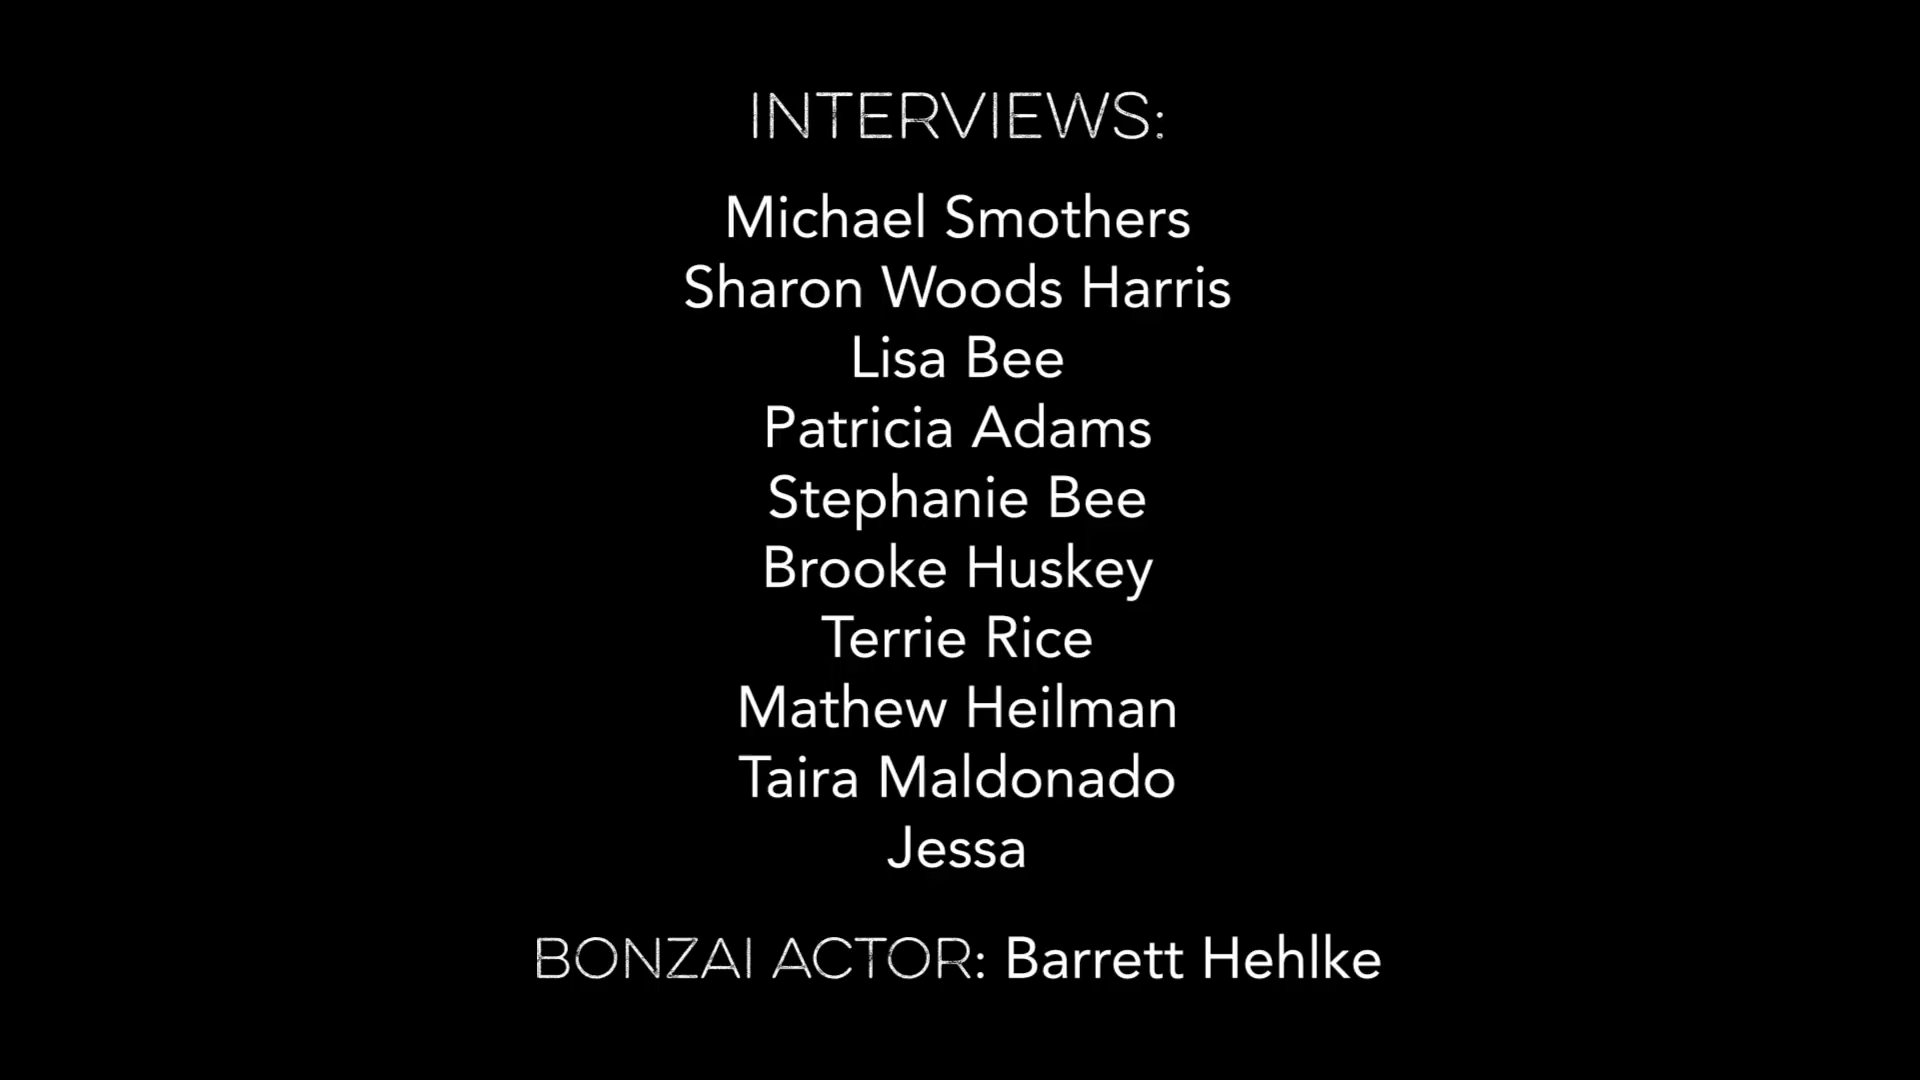 INTERVIEWS:
Michael Smothers
Sharon Woods Harris
Lisa Bee
Patricia Adams
Stephanie Bee
Brooke Huskey
Terrie Rice
Mathew Heilman
Taira Maldonado
Jessa
BONZAI ACTOR: Barrett Hehlke